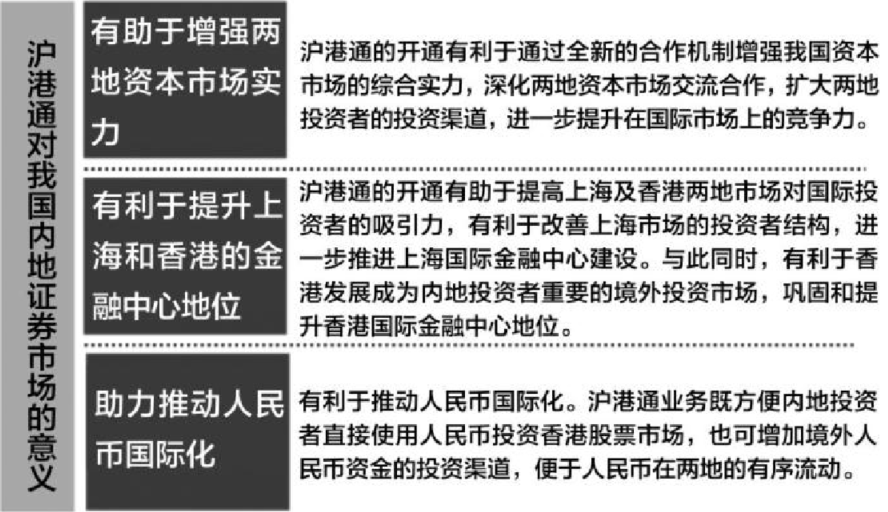 沪港通对我国内地证券市场的意义
有助于增强两
地资本市场实
力
沪港通的开通有利于通过全新的合作机制增强我国资本
市场的综合实力，深化两地资本市场交流合作，扩大两地
投资者的投资渠道，进一步提升在国际市场上的竞争力。
有利于提升上
海和香港的金
融中心地位
沪港通的开通有助于提高上海及香港两地市场对国际投
资者的吸引力，有利于改善上海市场的投资者结构，进
一步推进上海国际金融中心建设。与此同时，有利于香
港发展成为内地投资者重要的境外投资市场，巩固和提
升香港国际金融中心地位。
助力推动人民
币国际化
有利于推动人民币国际化。沪港通业务既方便内地投资
者直接使用人民币投资香港股票市场，也可增加境外人
民币资金的投资渠道，便于人民币在两地的有序流动。